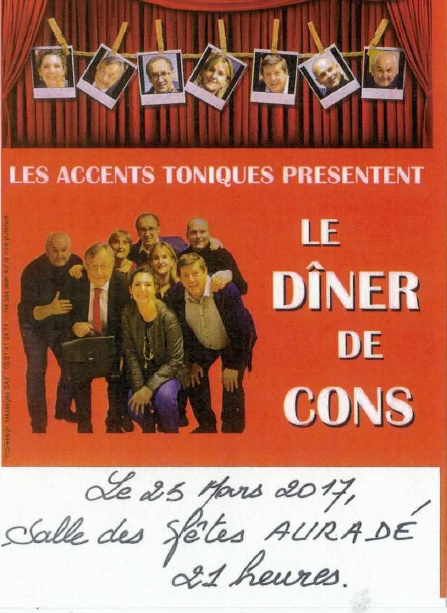 LES ACCENTS TONIQUES PRESENTENT
LE
DÎNER
DE
CONS
Le 25 Mars 2017,
Salle des fêtes AURADÉ
21 heures.